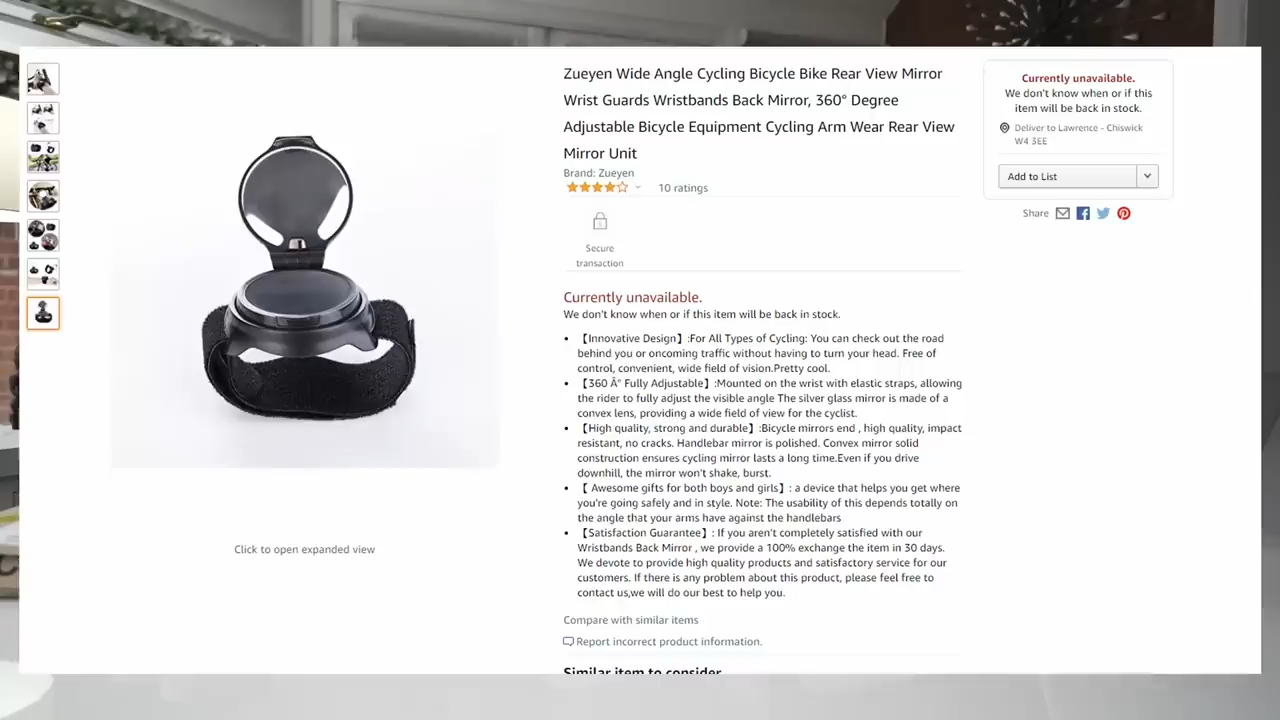 Zueyen Wide Angle Cycling Bicycle Bike Rear View Mirror
Wrist Guards Wristbands Back Mirror, 360° Degree
Adjustable Bicycle Equipment Cycling Arm Wear Rear View
Mirror Unit
Brand: Zueyen
10 ratings
Secure
transaction
Currently unavailable.
We don't know when or if this item will be back in stock.
• 【Innovative Design】:For All Types of Cycling: You can check out the road
behind you or oncoming traffic without having to turn your head. Free of
control, convenient, wide field of vision.Pretty cool.
• 【360 Â° Fully Adjustable】:Mounted on the wrist with elastic straps, allowing
the rider to fully adjust the visible angle The silver glass mirror is made of a
convex lens, providing a wide field of view for the cyclist.
• 【High quality, strong and durable】:Bicycle mirrors end , high quality, impact
resistant, no cracks. Handlebar mirror is polished. Convex mirror solid
construction ensures cycling mirror lasts a long time.Even if you drive
downhill, the mirror won't shake, burst.
• 【 Awesome gifts for both boys and girls】: a device that helps you get where
you're going safely and in style. Note: The usability of this depends totally on
the angle that your arms have against the handlebars
• 【Satisfaction Guarantee】: If you aren't completely satisfied with our
Wristbands Back Mirror , we provide a 100% exchange the item in 30 days.
We devote to provide high quality products and satisfactory service for our
customers. If there is any problem about this product, please feel free to
contact us,we will do our best to help you.
Compare with similar items
Report incorrect product information.
Similar item to consider
Click to open expanded view
Currently unavailable.
We don't know when or if this
item will be back in stock.
Deliver to Lawrence - Chiswick
W4 3EE
Add to List
Share